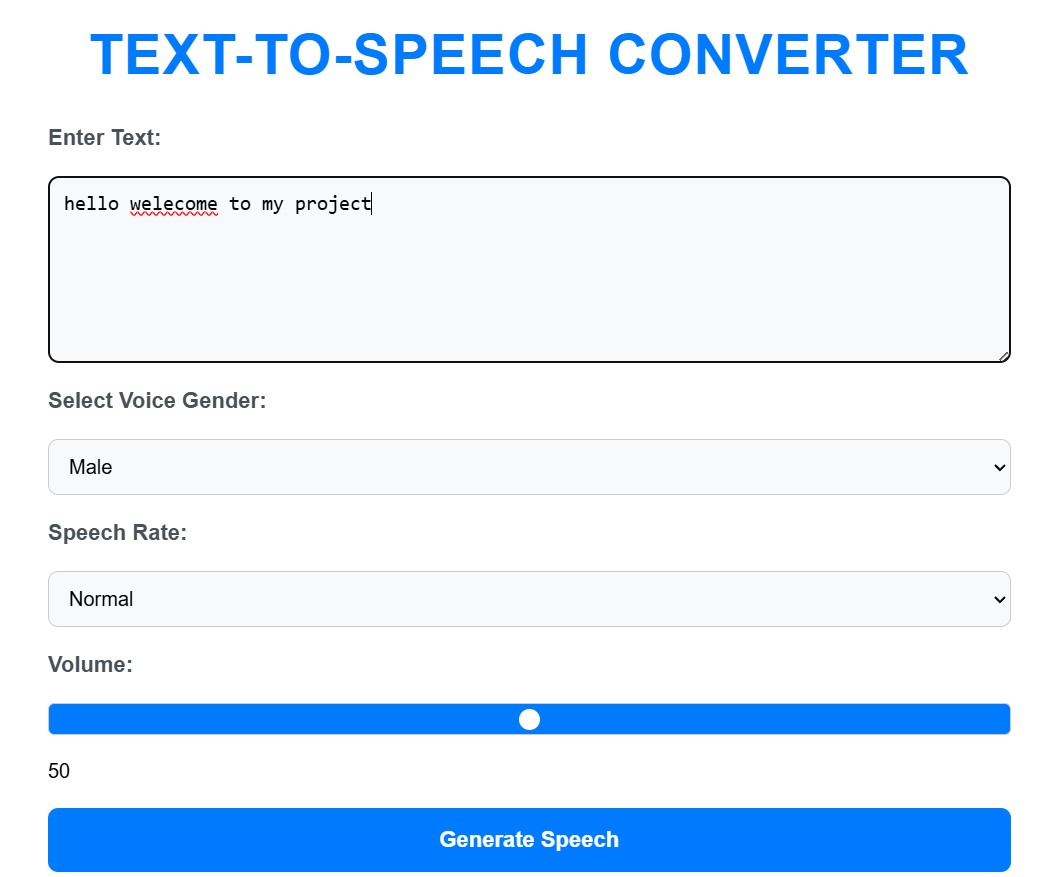 TEXT-TO-SPEECH CONVERTER
Enter Text:
hello welecome to my project
Select Voice Gender:
Male
Speech Rate:
Normal
Volume:
50
Generate Speech